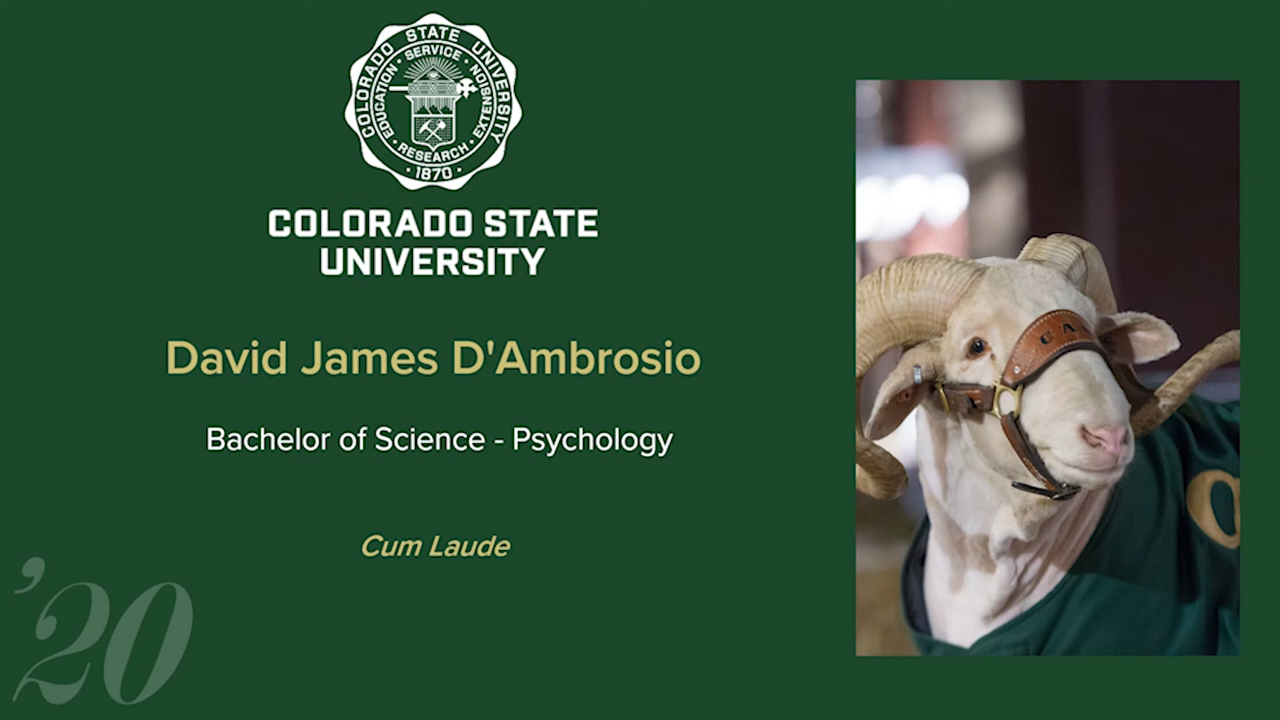 COLORADO STATE UNIVERSITY
EDUCATION • SERVICE • EXTENSION
RESEARCH
• 1870 •
COLORADO STATE
UNIVERSITY
David James D'Ambrosio
Bachelor of Science - Psychology
Cum Laude
’20